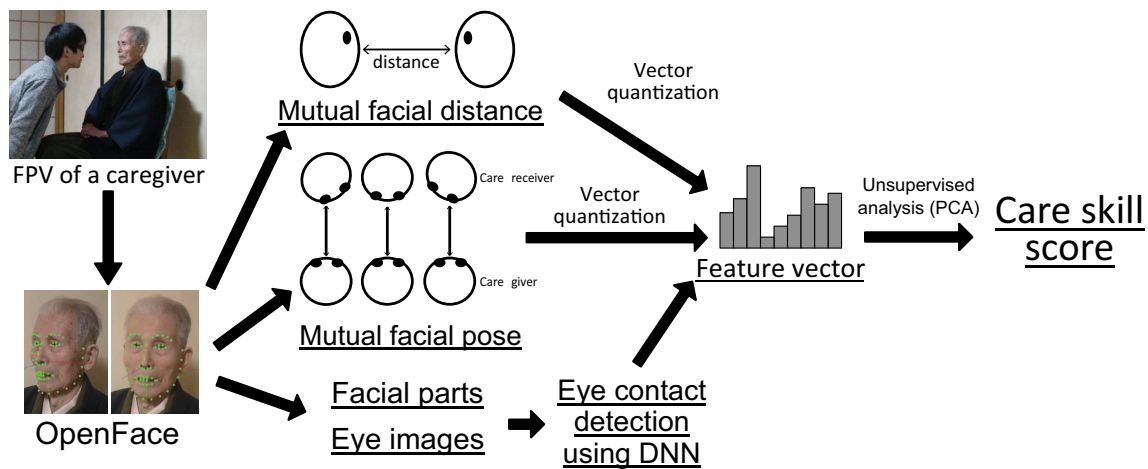 FPV of a caregiver
OpenFace
distance
Mutual facial distance
Care receiver
Care giver
Mutual facial pose
Facial parts
Eye images
Eye contact
detection
using DNN
Vector
quantization
Vector
quantization
Feature vector
Unsupervised
analysis (PCA)
Care skill
score